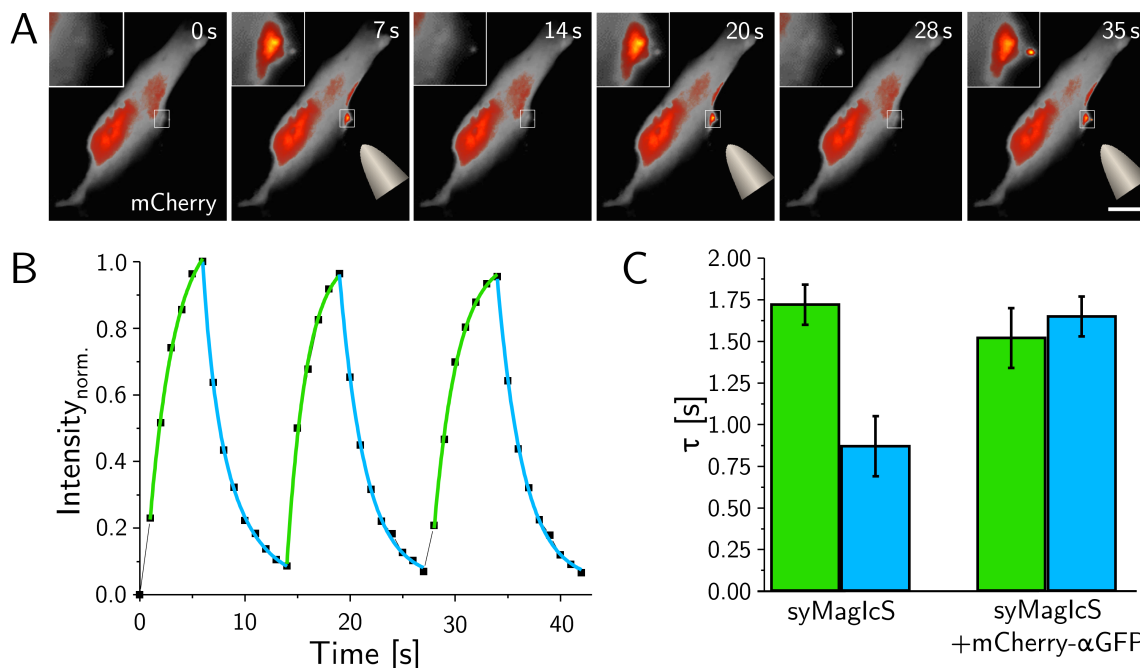 A
0 s
7 s
14 s
20 s
28 s
35 s
mCherry
B
Intensity norm.
1.0
0.8
0.6
0.4
0.2
0.0
0
10
20
30
40
Time [s]
C
τ [s]
2.00
1.75
1.50
1.25
1.00
0.75
0.50
0.25
0.00
syMagIcS
syMagIcS
+mCherry-αGFP